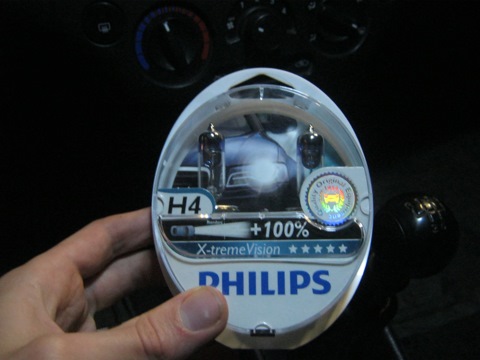 H4
+100%
X-tremeVision
PHILIPS